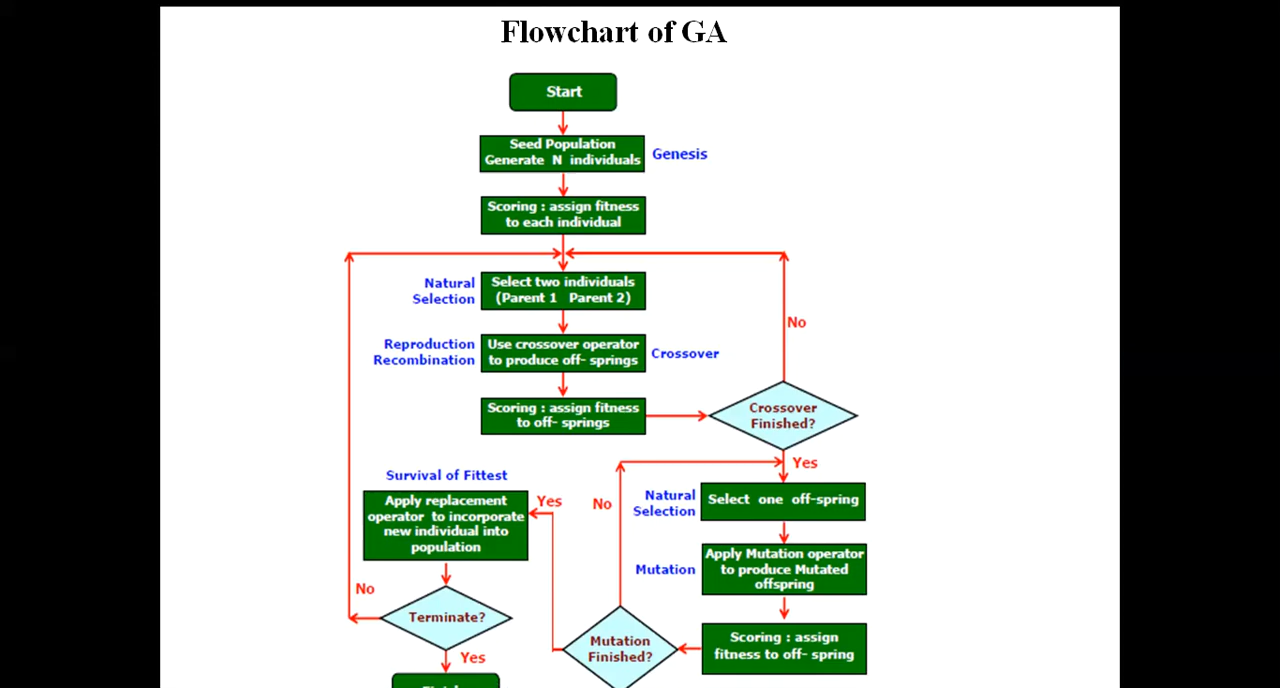 Flowchart of GA
Start
Seed Population
Generate N individuals
Genesis
Scoring : assign fitness
to each individual
Natural
Selection
Select two individuals
(Parent 1 Parent 2)
No
Reproduction
Recombination
Use crossover operator
to produce off- springs
Crossover
Scoring : assign fitness
to off- springs
Crossover
Finished?
Yes
Survival of Fittest
Apply replacement
operator to incorporate
new individual into
population
Yes
No
Natural
Selection
Select one off-spring
Mutation
Apply Mutation operator
to produce Mutated
offspring
No
Terminate?
Mutation
Finished?
Scoring : assign
fitness to off- spring
Yes